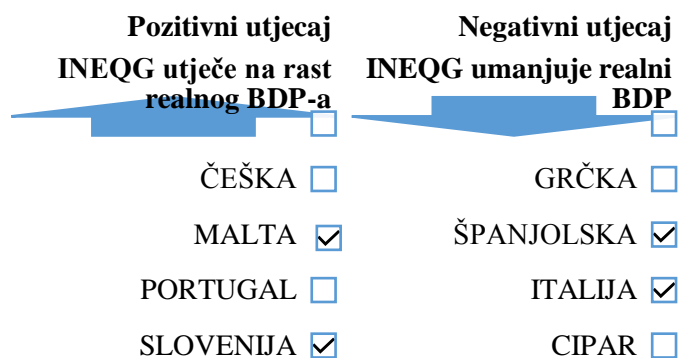 Pozitivni utjecaj
INEQG utječe na rast
realnog BDP-a
ČEŠKA
MALTA
PORTUGAL
SLOVENIJA
Negativni utjecaj
INEQG umanjuje realni
BDP
GRČKA
ŠPANJOLSKA
ITALIJA
CIPAR